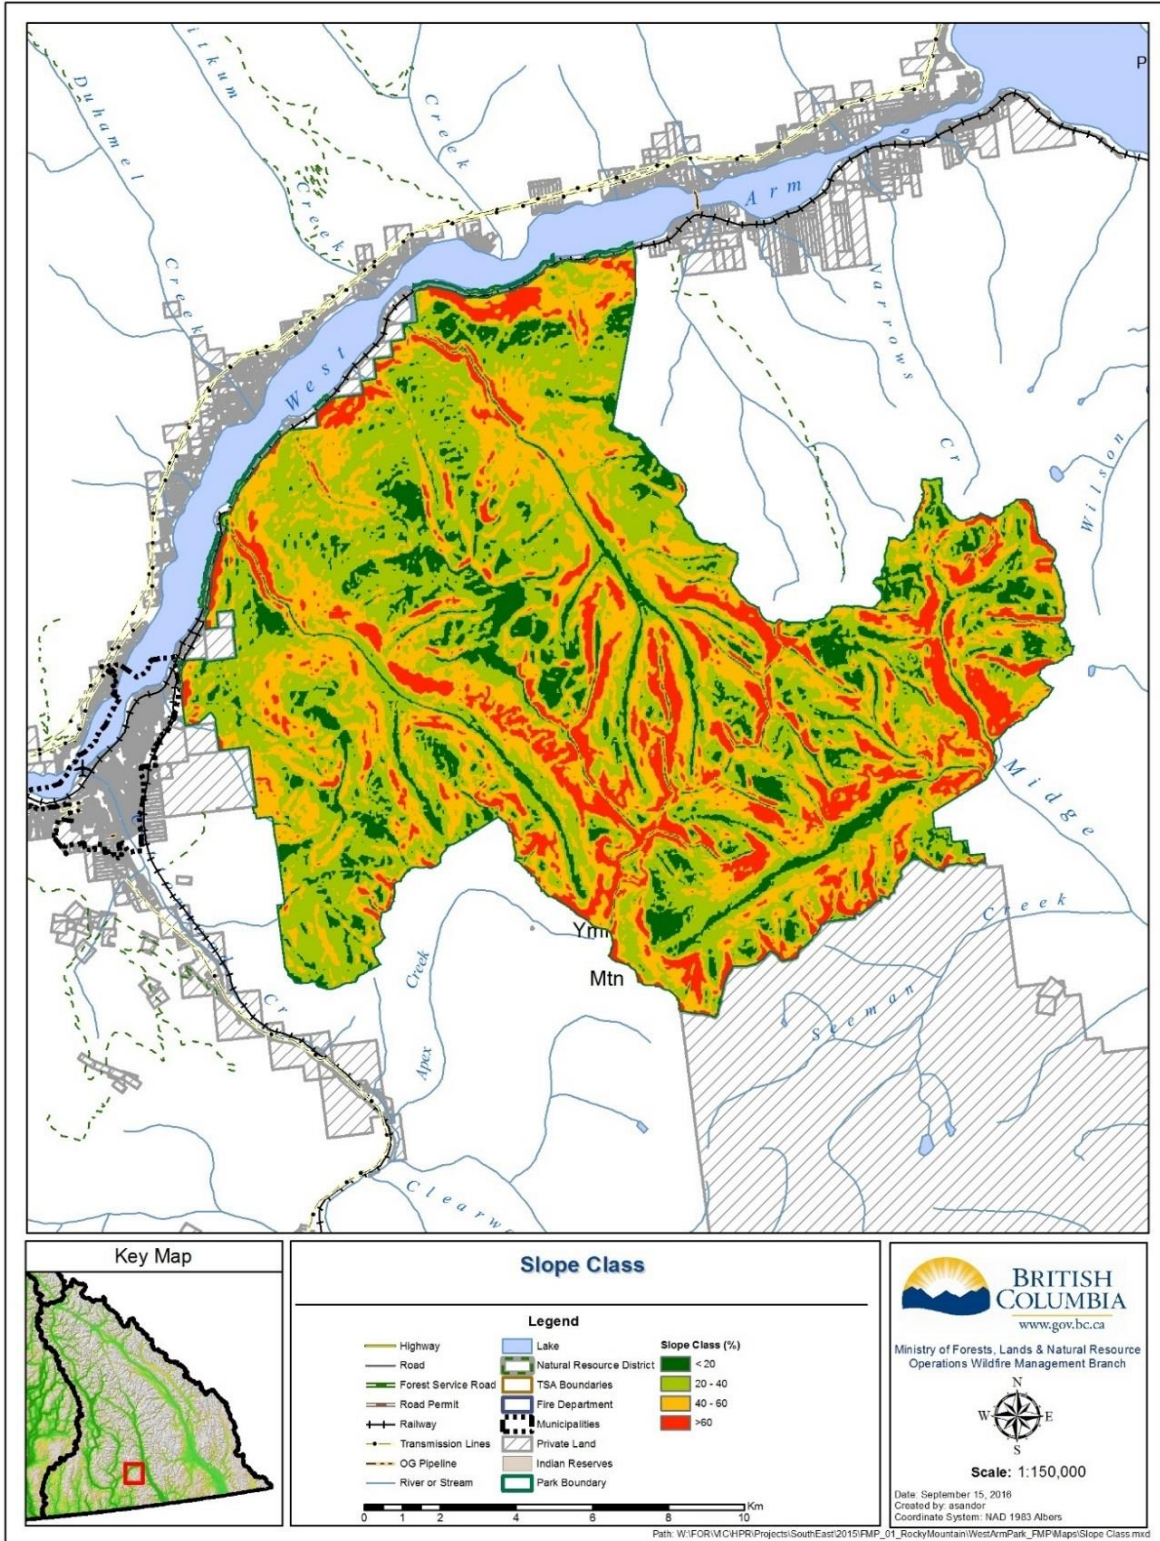 P
itkum
Creek
Duhamel
Creek
Creek
Creek
Arm
West
Narrows
Cr
Wilson
Midge
Creek
Seeman
Ymi
Mtn
Creek
Apex
Cr
Clearw
Key Map
Slope Class
Legend
Highway
Road
Forest Service Road
Road Permit
Railway
Transmission Lines
OG Pipeline
River or Stream
Lake
Natural Resource District
TSA Boundaries
Fire Department
Municipalities
Private Land
Indian Reserves
Park Boundary
Slope Class (%)
< 20
20 - 40
40 - 60
>60
Km
0 1 2 4 6 8 10
BRITISH
COLUMBIA
www.gov.bc.ca
Ministry of Forests, Lands & Natural Resource
Operations Wildfire Management Branch
N
W E
S
Scale: 1:150,000
Date: September 15, 2016
Created by: asandor
Coordinate System: NAD 1983 Albers
Path: W:\FOR\VIC\HPR\Projects\SouthEast\2015\FMP_01_RockyMountain\WestArmPark_FMP\Maps\Slope Class.mxd